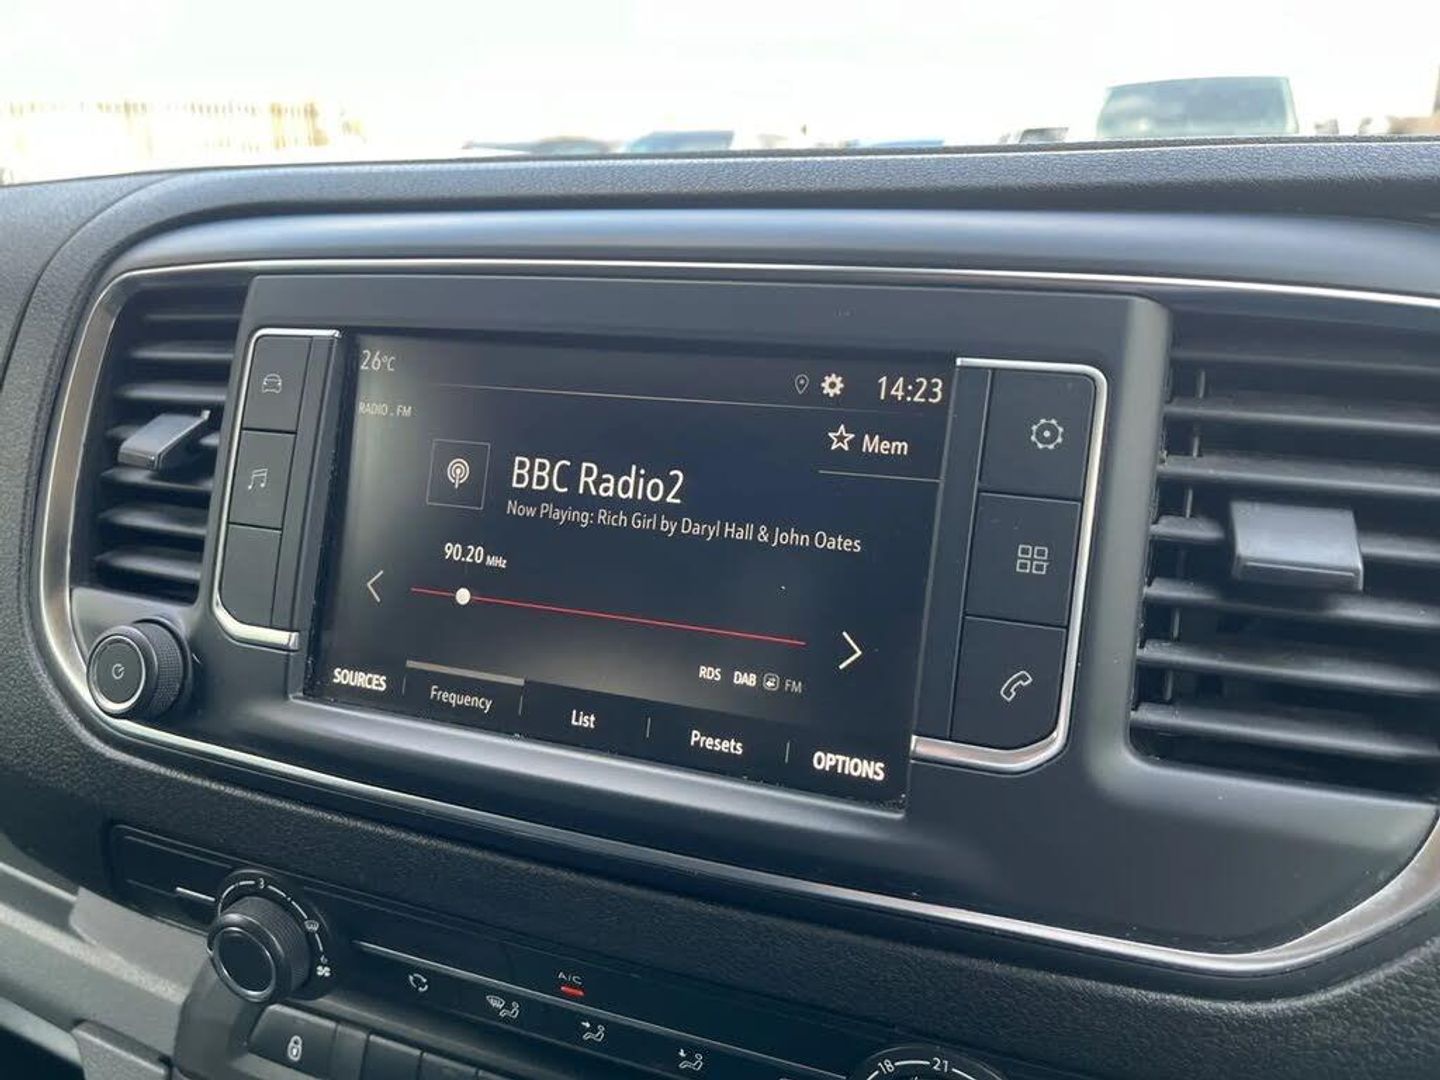 26°C
14:23
RADIO . FM
Mem
BBC Radio2
Now Playing: Rich Girl by Daryl Hall & John Oates
90.20 MHz
RDS DAB FM
SOURCES Frequency List Presets OPTIONS
3
6
A/C
18 21